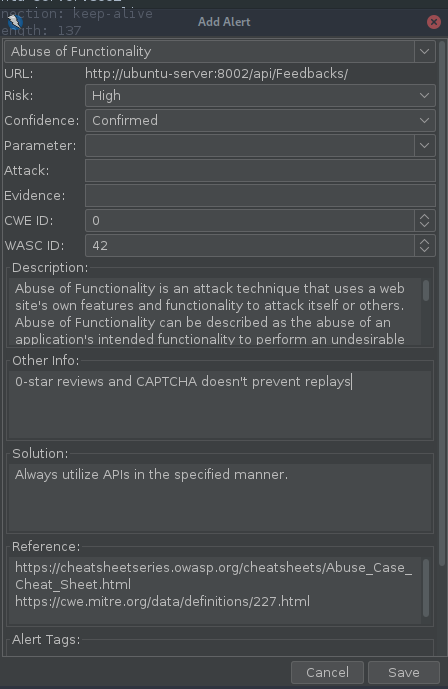 nnection: keep-alive
ength: 137
Add Alert
Abuse of Functionality
URL: http://ubuntu-server:8002/api/Feedbacks/
Risk: High
Confidence: Confirmed
Parameter:
Attack:
Evidence:
CWE ID: 0
WASC ID: 42
Description:
Abuse of Functionality is an attack technique that uses a web
site's own features and functionality to attack itself or others.
Abuse of Functionality can be described as the abuse of an
application's intended functionality to perform an undesirable
Other Info:
0-star reviews and CAPTCHA doesn't prevent replays
Solution:
Always utilize APIs in the specified manner.
Reference:
https://cheatsheetseries.owasp.org/cheatsheets/Abuse_Case_
Cheat_Sheet.html
https://cwe.mitre.org/data/definitions/227.html
Alert Tags:
Cancel Save